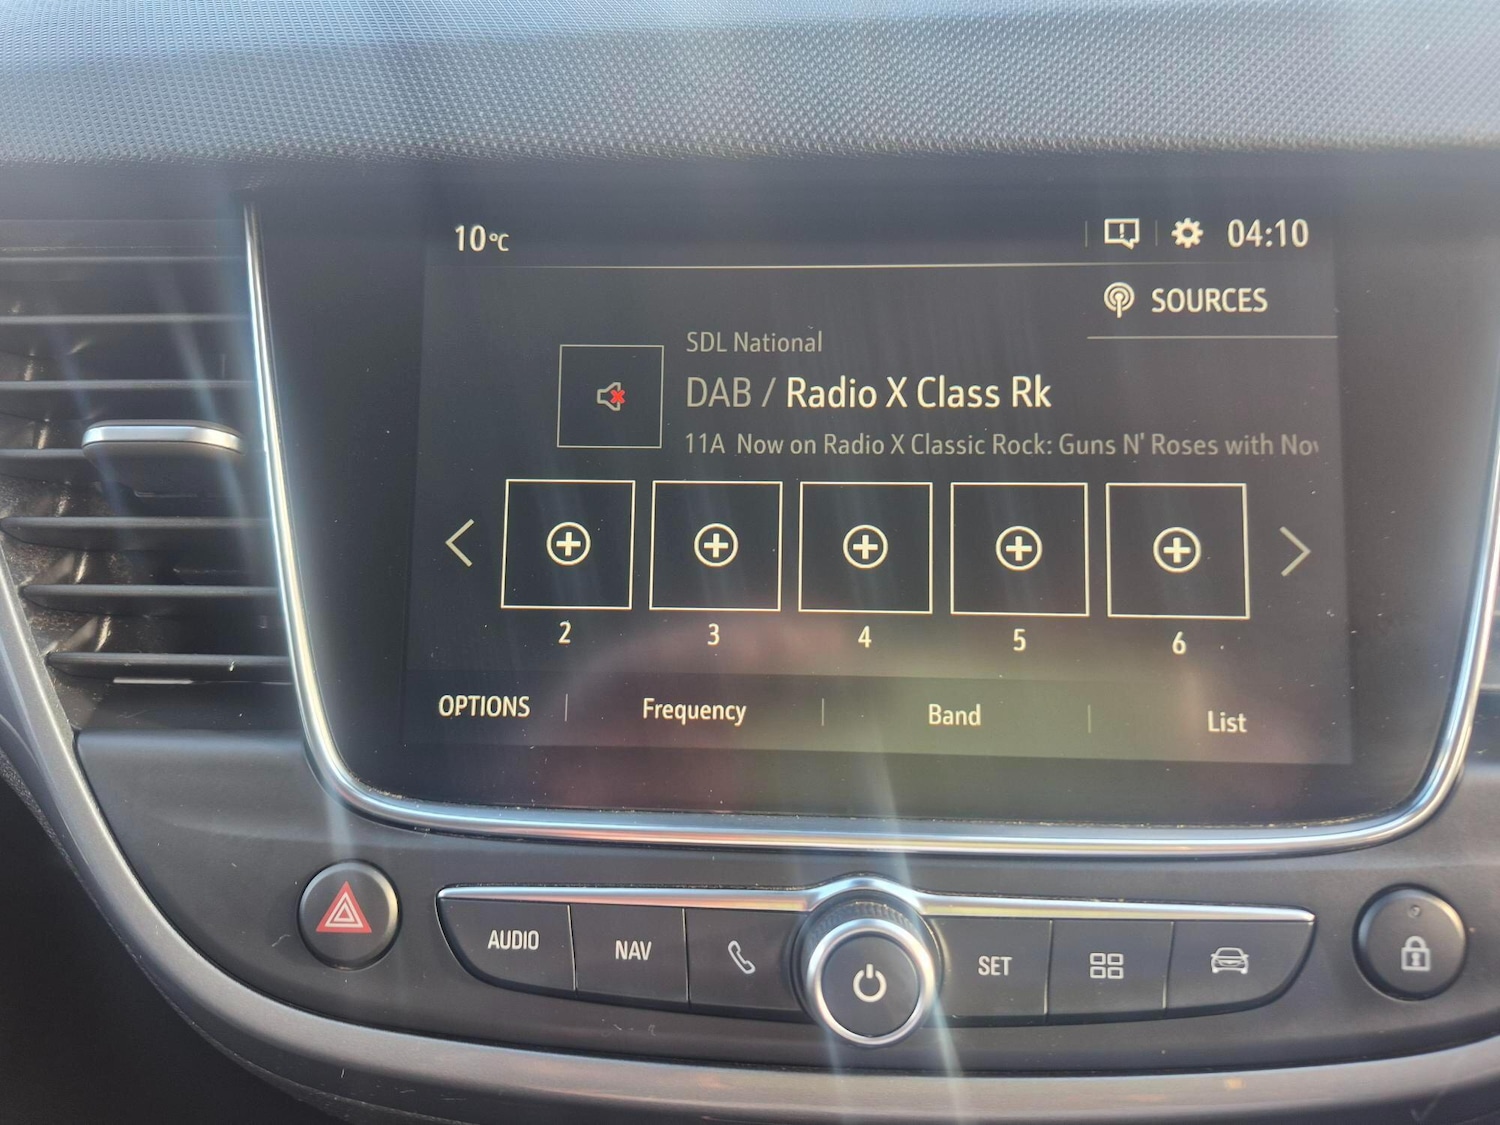 10°C
04:10
SOURCES
SDL National
DAB / Radio X Class Rk
11A Now on Radio X Classic Rock: Guns N' Roses with
2 3 4 5 6
OPTIONS Frequency Band List
AUDIO NAV SET